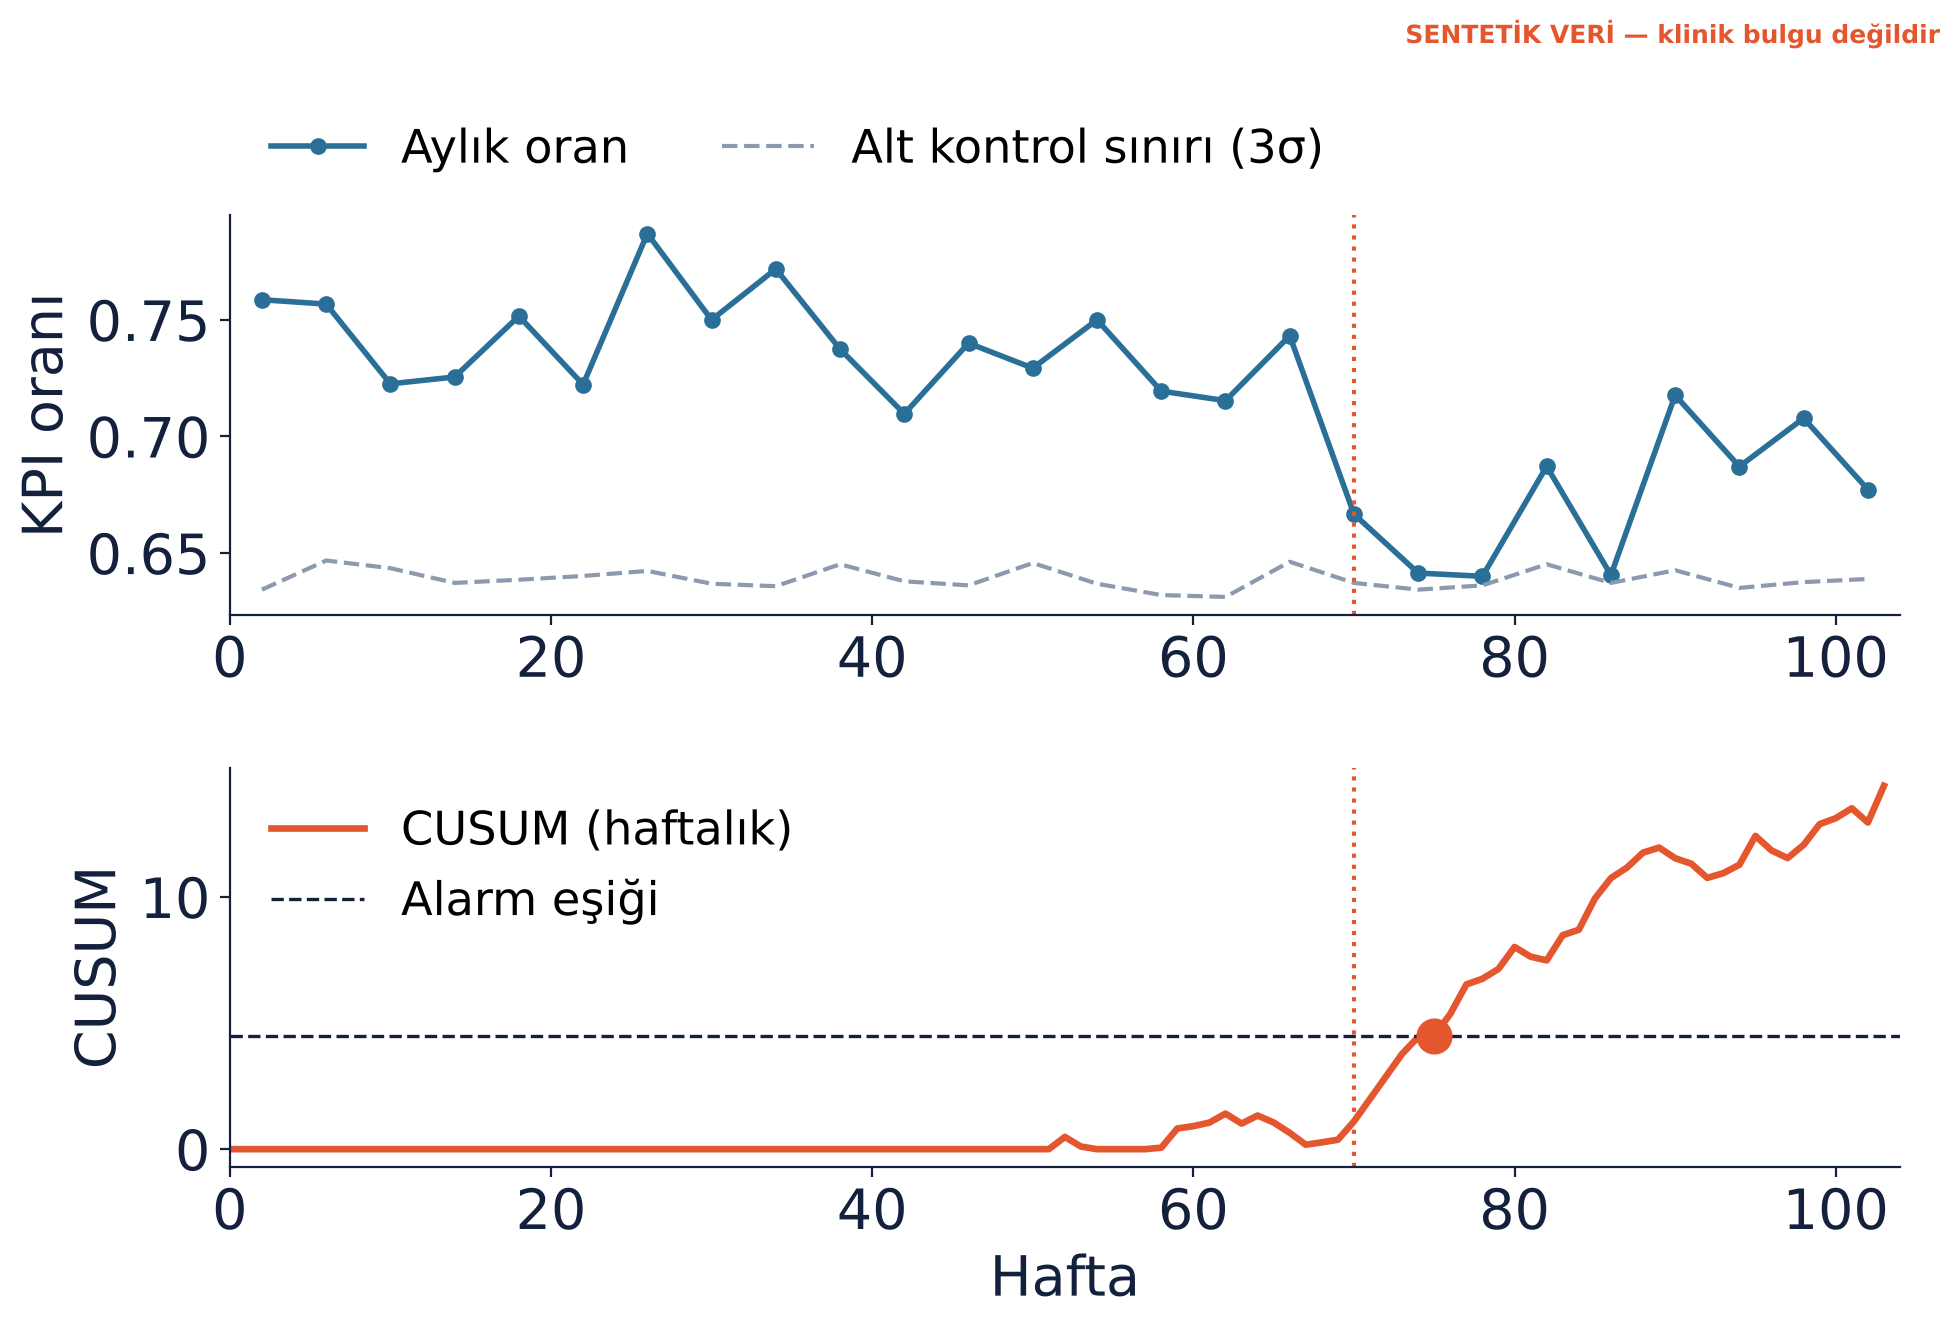 SENTETİK VERİ — klinik bulgu değildir
Aylık oran
Alt kontrol sınırı (3σ)
KPI oranı
0.75
0.70
0.65
0 20 40 60 80 100
CUSUM (haftalık)
Alarm eşiği
CUSUM
10
0
0 20 40 60 80 100
Hafta